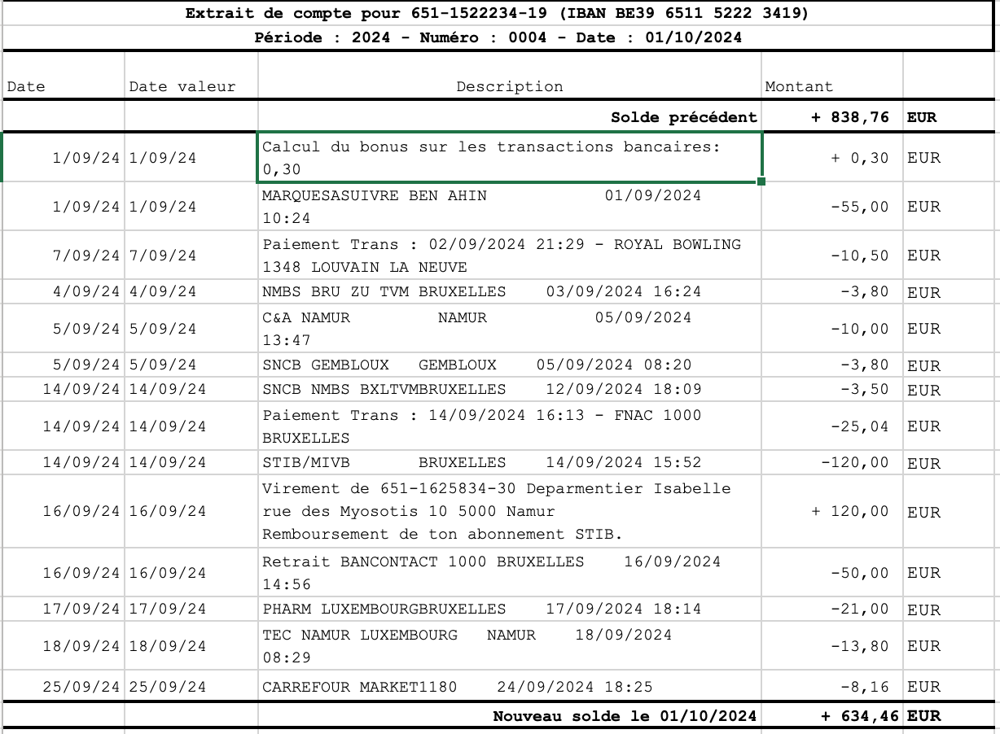 Extrait de compte pour 651-1522234-19 (IBAN BE39 6511 5222 3419)
Période : 2024 - Numéro : 0004 - Date : 01/10/2024
Date Date valeur Description Montant
Solde précédent + 838,76 EUR
1/09/24 1/09/24 Calcul du bonus sur les transactions bancaires: + 0,30 EUR
0,30
1/09/24 1/09/24 MARQUESASUIVRE BEN AHIN 01/09/2024 -55,00 EUR
10:24
7/09/24 7/09/24 Paiement Trans : 02/09/2024 21:29 - ROYAL BOWLING -10,50 EUR
1348 LOUVAIN LA NEUVE
4/09/24 4/09/24 NMBS BRU ZU TVM BRUXELLES 03/09/2024 16:24 -3,80 EUR
5/09/24 5/09/24 C&A NAMUR NAMUR 05/09/2024 -10,00 EUR
13:47
5/09/24 5/09/24 SNCB GEMBLOUX GEMBLOUX 05/09/2024 08:20 -3,80 EUR
14/09/24 14/09/24 SNCB NMBS BXLTVMBRUXELLES 12/09/2024 18:09 -3,50 EUR
14/09/24 14/09/24 Paiement Trans : 14/09/2024 16:13 - FNAC 1000 -25,04 EUR
BRUXELLES
14/09/24 14/09/24 STIB/MIVB BRUXELLES 14/09/2024 15:52 -120,00 EUR
16/09/24 16/09/24 Virement de 651-1625834-30 Deparmentier Isabelle + 120,00 EUR
rue des Myosotis 10 5000 Namur
Remboursement de ton abonnement STIB.
16/09/24 16/09/24 Retrait BANCONTACT 1000 BRUXELLES 16/09/2024 -50,00 EUR
14:56
17/09/24 17/09/24 PHARM LUXEMBOURGBRUXELLES 17/09/2024 18:14 -21,00 EUR
18/09/24 18/09/24 TEC NAMUR LUXEMBOURG NAMUR 18/09/2024 -13,80 EUR
08:29
25/09/24 25/09/24 CARREFOUR MARKET1180 24/09/2024 18:25 -8,16 EUR
Nouveau solde le 01/10/2024 + 634,46 EUR